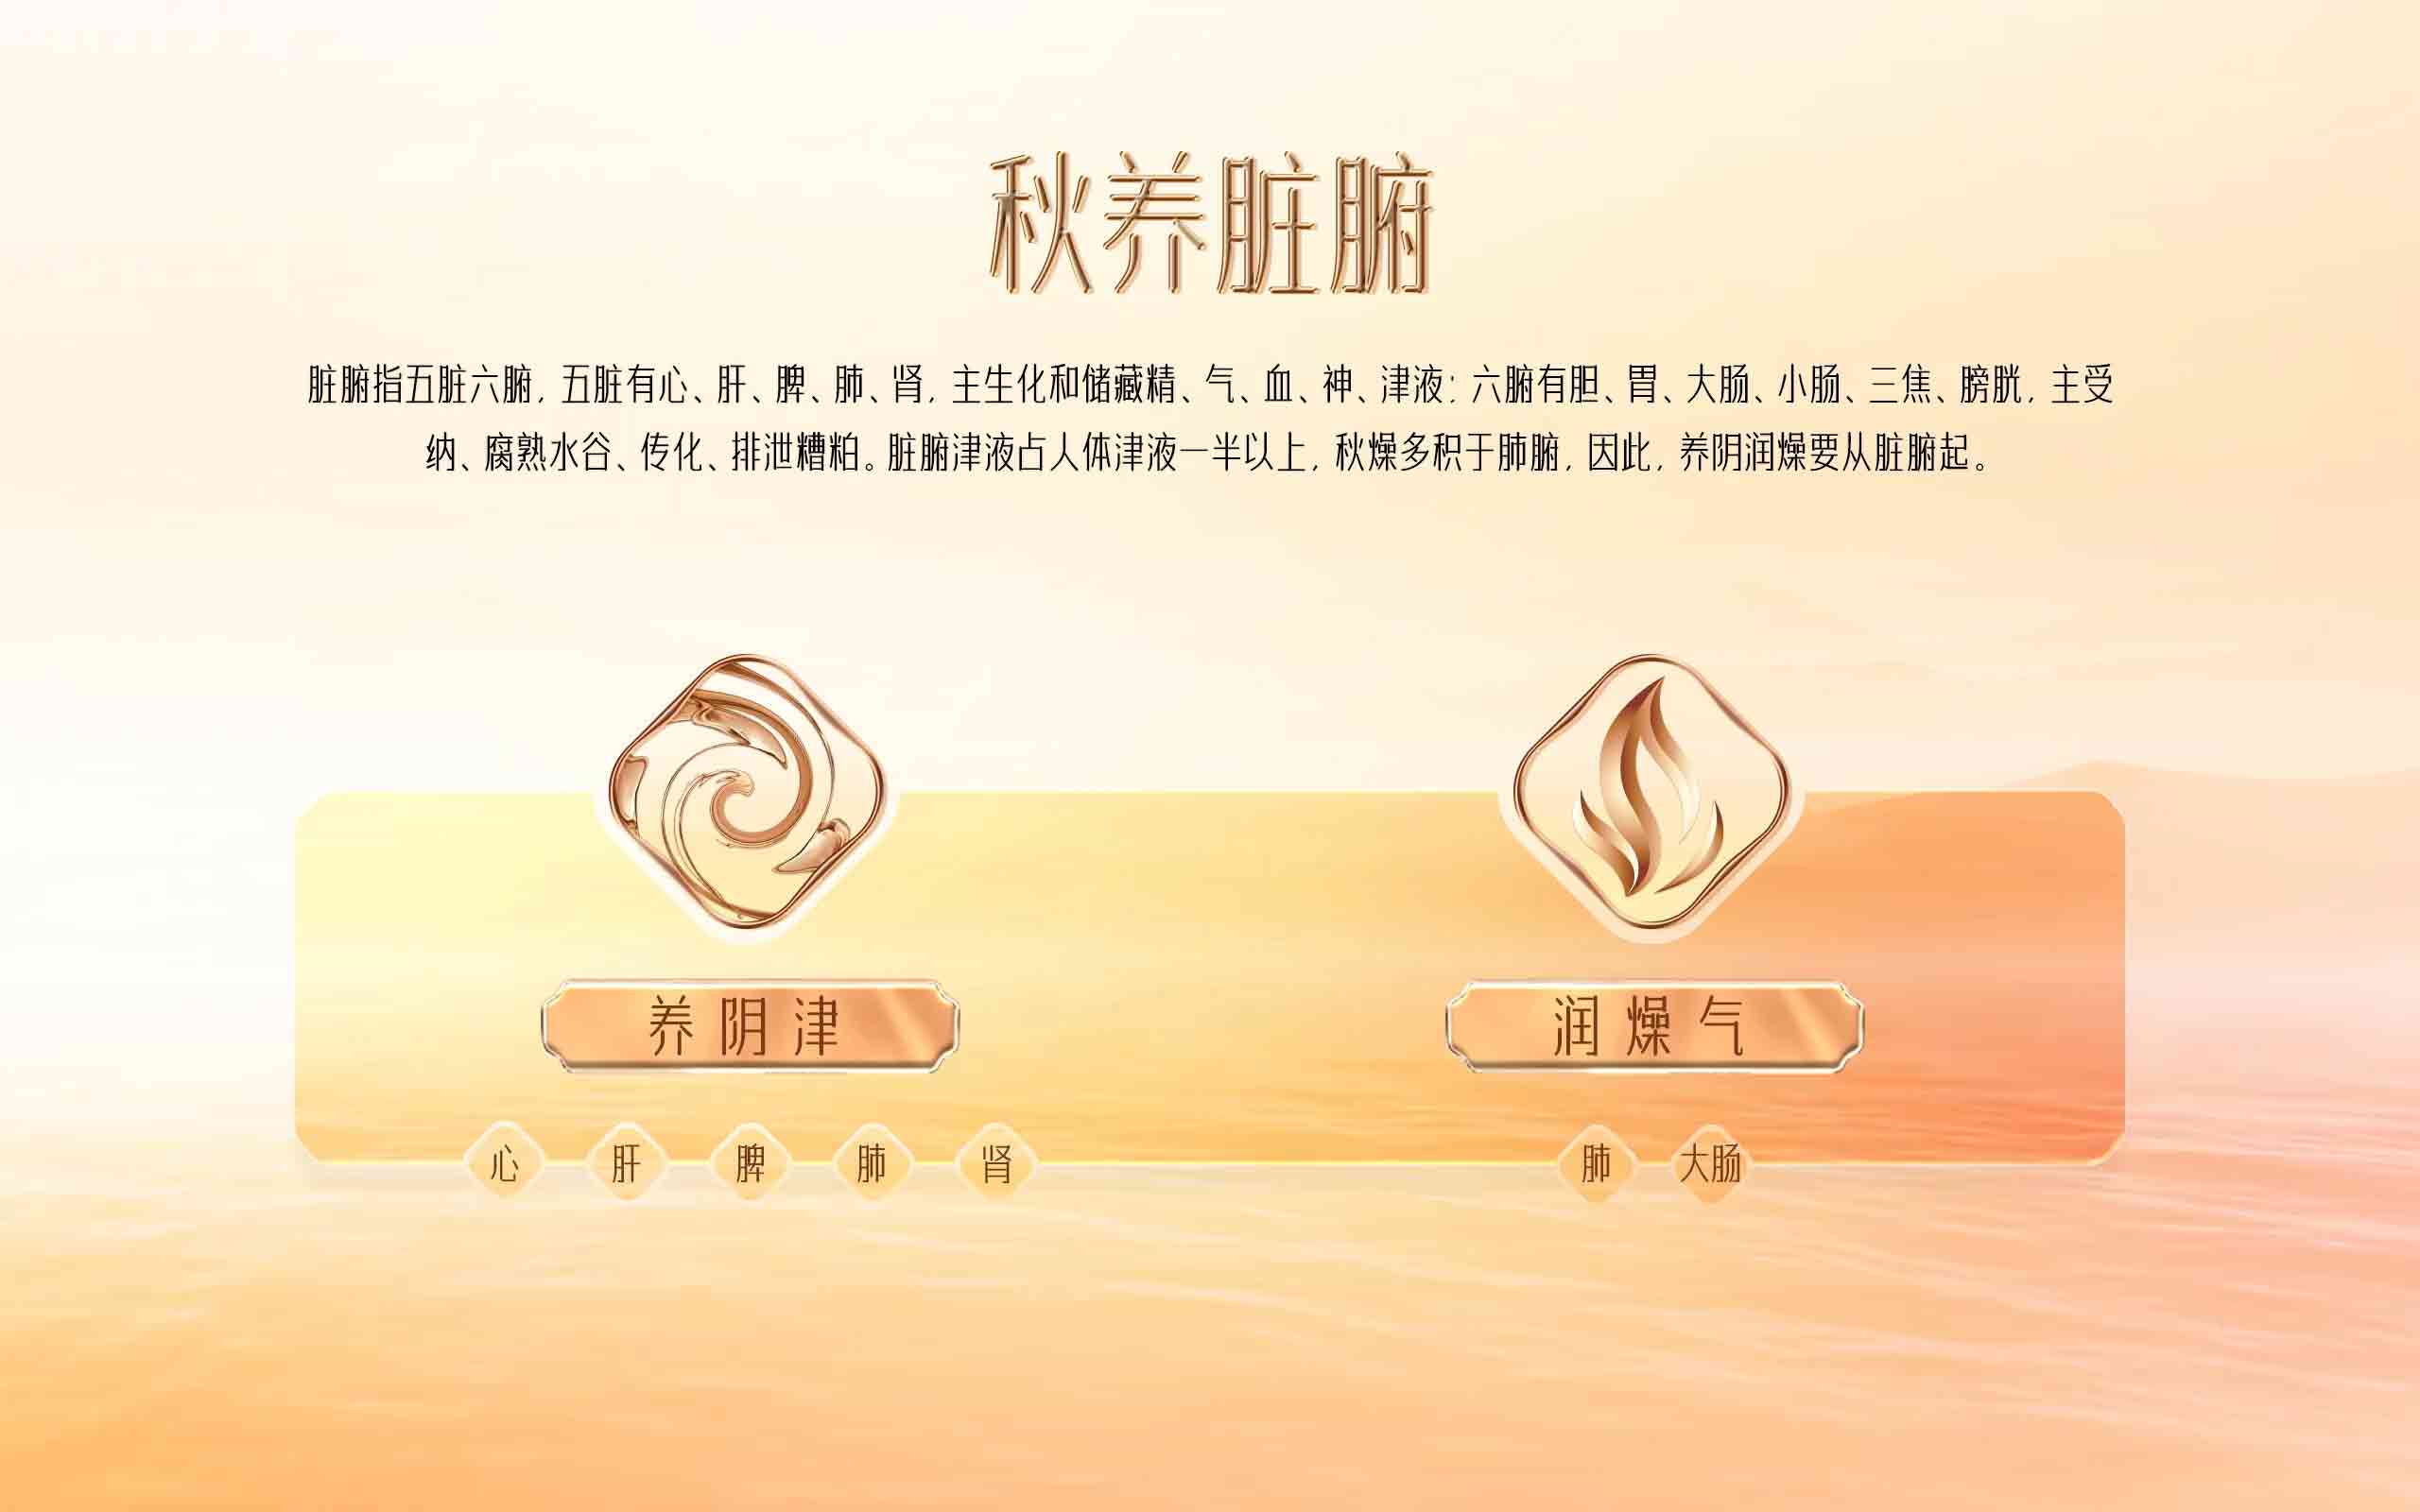 秋养脏腑
脏腑指五脏六腑，五脏有心、肝、脾、肺、肾，主生化和储藏精、气、血、神、津液；六腑有胆、胃、大肠、小肠、三焦、膀胱，主受
纳、腐熟水谷、传化、排泄糟粕。脏腑津液占人体津液一半以上，秋燥多积于肺腑，因此，养阴润燥要从脏腑起。
养阴津
润燥气
心 肝 脾 肺 肾
肺 大肠